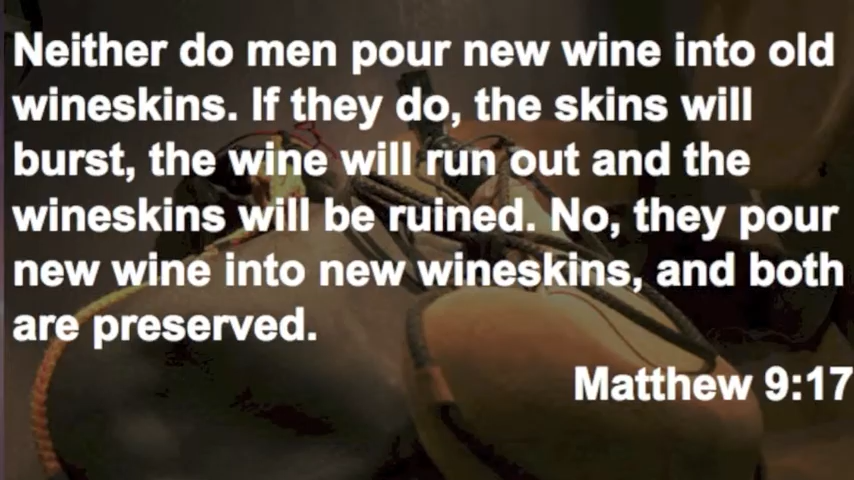 Neither do men pour new wine into old
wineskins. If they do, the skins will
burst, the wine will run out and the
wineskins will be ruined. No, they pour
new wine into new wineskins, and both
are preserved.
Matthew 9:17